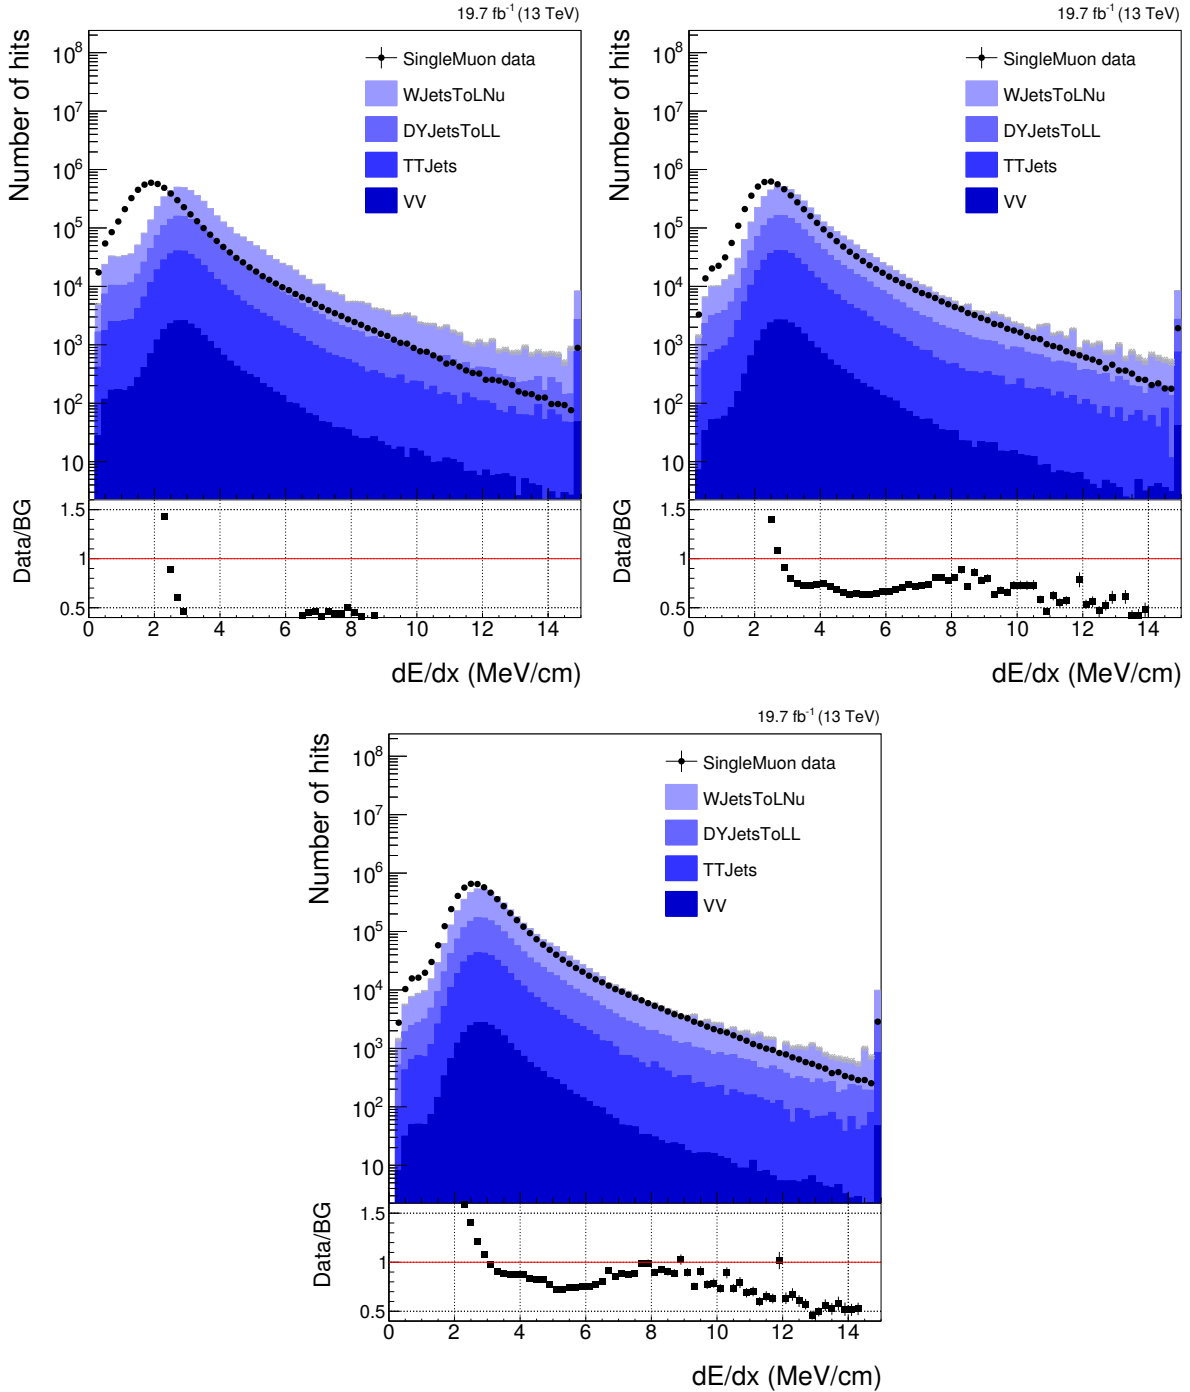 19.7 fb⁻¹ (13 TeV)
Number of hits
10⁸
10⁷
10⁶
10⁵
10⁴
10³
10²
10
SingleMuon data
WJetsToLNu
DYJetsToLL
TTJets
VV
Data/BG
1.5
1
0.5
0 2 4 6 8 10 12 14
dE/dx (MeV/cm)
19.7 fb⁻¹ (13 TeV)
Number of hits
10⁸
10⁷
10⁶
10⁵
10⁴
10³
10²
10
SingleMuon data
WJetsToLNu
DYJetsToLL
TTJets
VV
Data/BG
1.5
1
0.5
0 2 4 6 8 10 12 14
dE/dx (MeV/cm)
19.7 fb⁻¹ (13 TeV)
Number of hits
10⁸
10⁷
10⁶
10⁵
10⁴
10³
10²
10
SingleMuon data
WJetsToLNu
DYJetsToLL
TTJets
VV
Data/BG
1.5
1
0.5
0 2 4 6 8 10 12 14
dE/dx (MeV/cm)